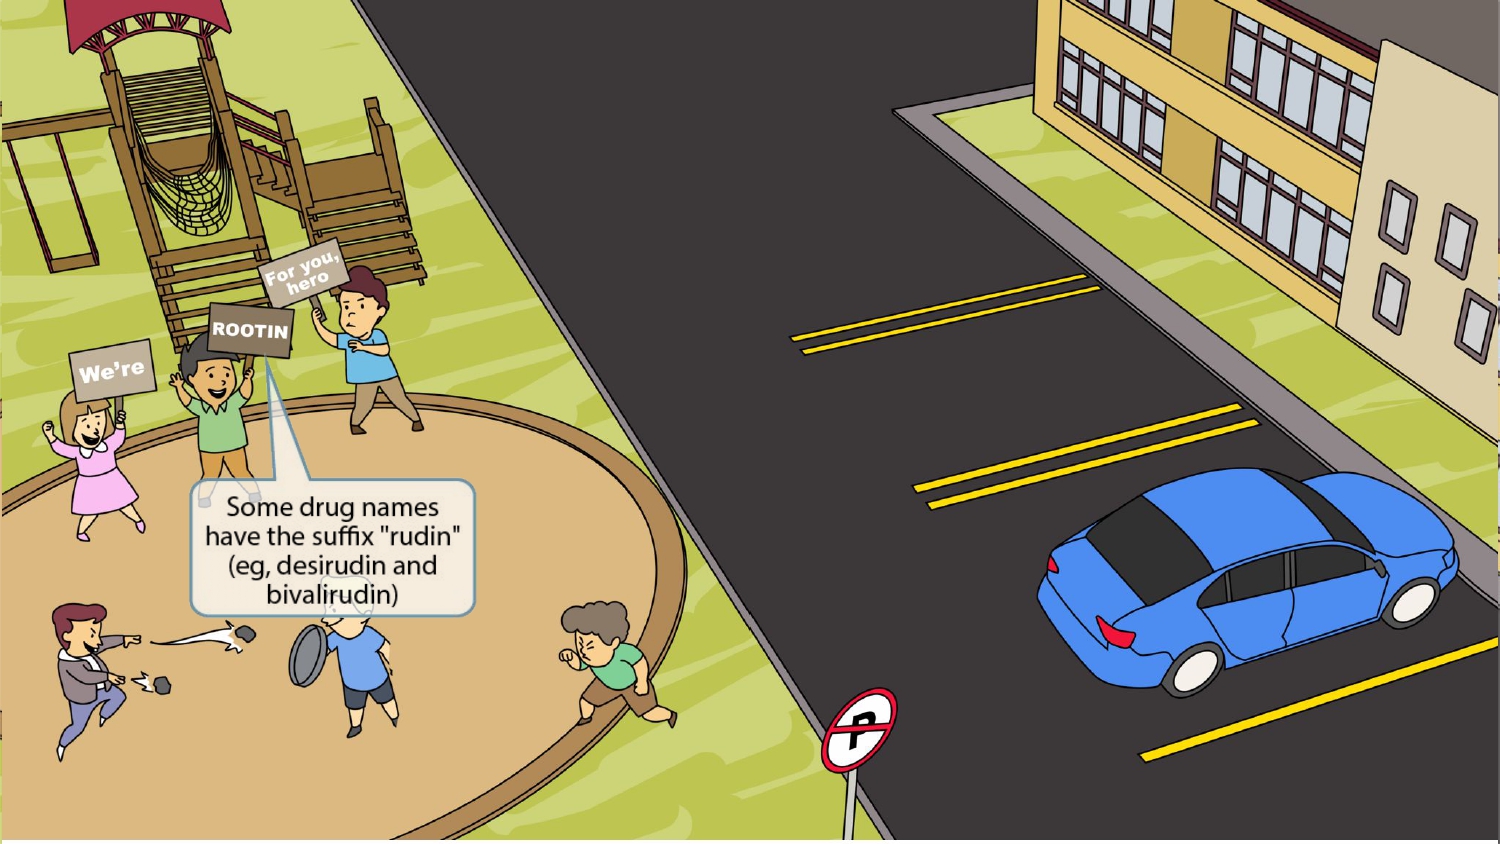 We're
ROOTIN
For you,
hero
Some drug names
have the suffix "rudin"
(eg, desirudin and
bivalirudin)
P